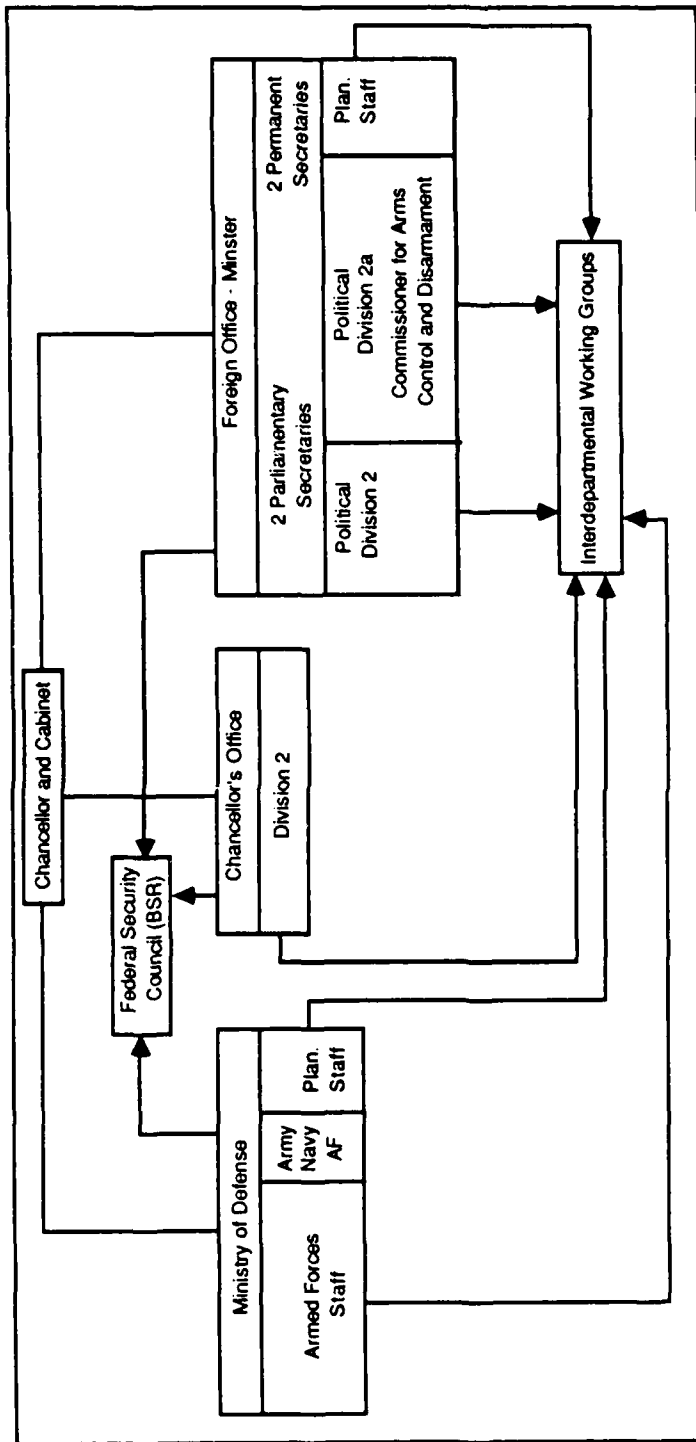 Chancellor and Cabinet
Federal Security
Council (BSR)
Ministry of Defense
Armed Forces
Staff
Army
Navy
AF
Plan.
Staff
Chancellor's Office
Division 2
Foreign Office - Minster
2 Parliamentary
Secretaries
2 Permanent
Secretaries
Political
Division 2
Political
Division 2a
Commissioner for Arms
Control and Disarmament
Plan.
Staff
Interdepartmental Working Groups